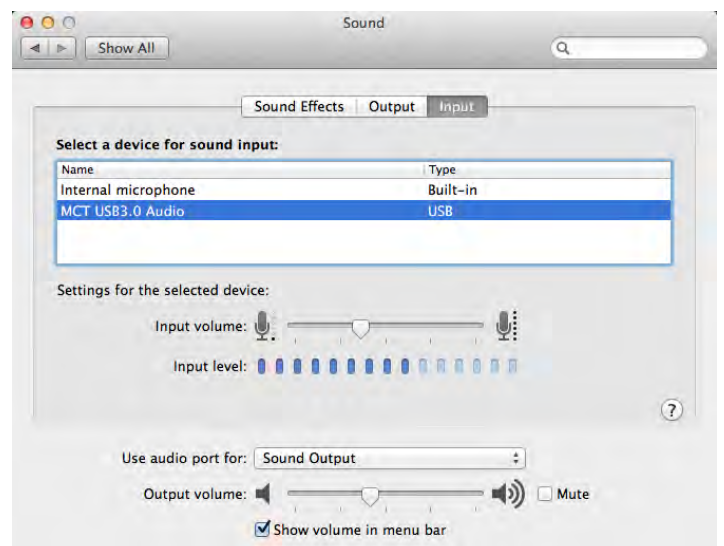 Sound
Show All
Sound Effects Output Input
Select a device for sound input:
Name Type
Internal microphone Built-in
MCT USB3.0 Audio USB
Settings for the selected device:
Input volume:
Input level:
?
Use audio port for: Sound Output
Output volume: Mute
Show volume in menu bar